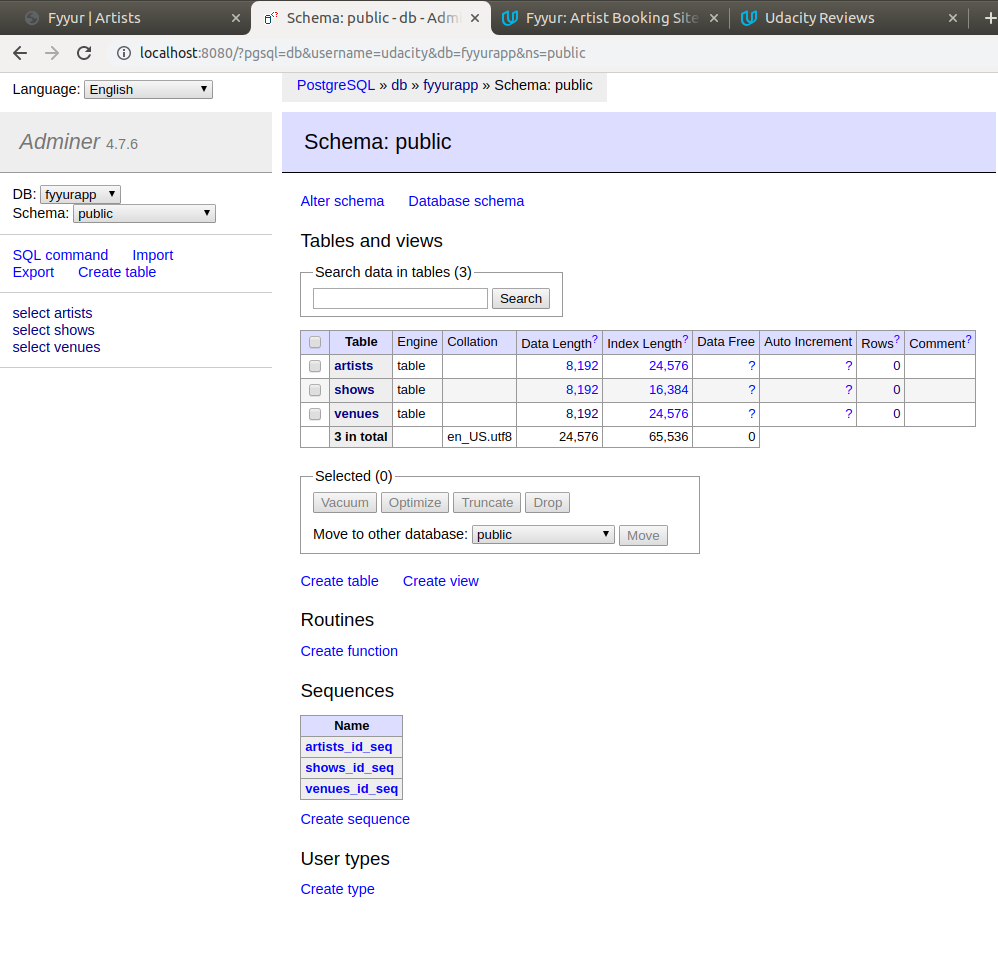 Fyyur | Artists
Schema: public - db - Admi
Fyyur: Artist Booking Site
Udacity Reviews
localhost:8080/?pgsql=db&username=udacity&db=fyyurapp&ns=public
Language: English
PostgreSQL » db » fyyurapp » Schema: public
Adminer 4.7.6
Schema: public
DB: fyyurapp
Schema: public
SQL command Import
Export Create table
select artists
select shows
select venues
Alter schema Database schema
Tables and views
Search data in tables (3)
Search
Table Engine Collation Data Length? Index Length? Data Free Auto Increment Rows? Comment?
artists table 8,192 24,576 ? ? 0
shows table 8,192 16,384 ? ? 0
venues table 8,192 24,576 ? ? 0
3 in total en_US.utf8 24,576 65,536 0
Selected (0)
Vacuum Optimize Truncate Drop
Move to other database: public Move
Create table Create view
Routines
Create function
Sequences
Name
artists_id_seq
shows_id_seq
venues_id_seq
Create sequence
User types
Create type